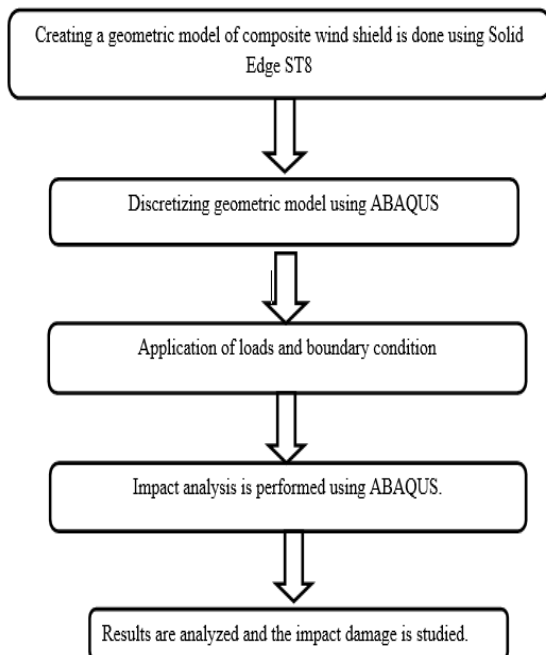 Creating a geometric model of composite wind shield is done using Solid
Edge ST8
Discretizing geometric model using ABAQUS
Application of loads and boundary condition
Impact analysis is performed using ABAQUS.
Results are analyzed and the impact damage is studied.